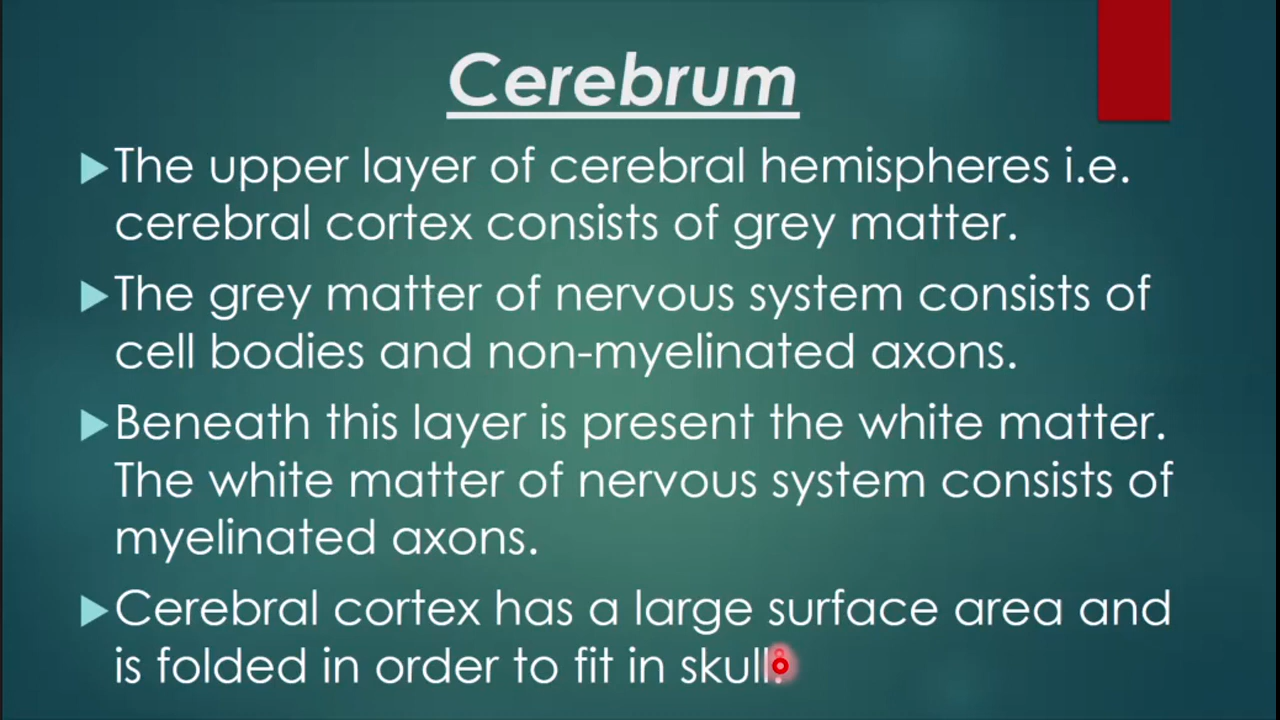 Cerebrum
The upper layer of cerebral hemispheres i.e.
cerebral cortex consists of grey matter.
The grey matter of nervous system consists of
cell bodies and non-myelinated axons.
Beneath this layer is present the white matter.
The white matter of nervous system consists of
myelinated axons.
Cerebral cortex has a large surface area and
is folded in order to fit in skull.